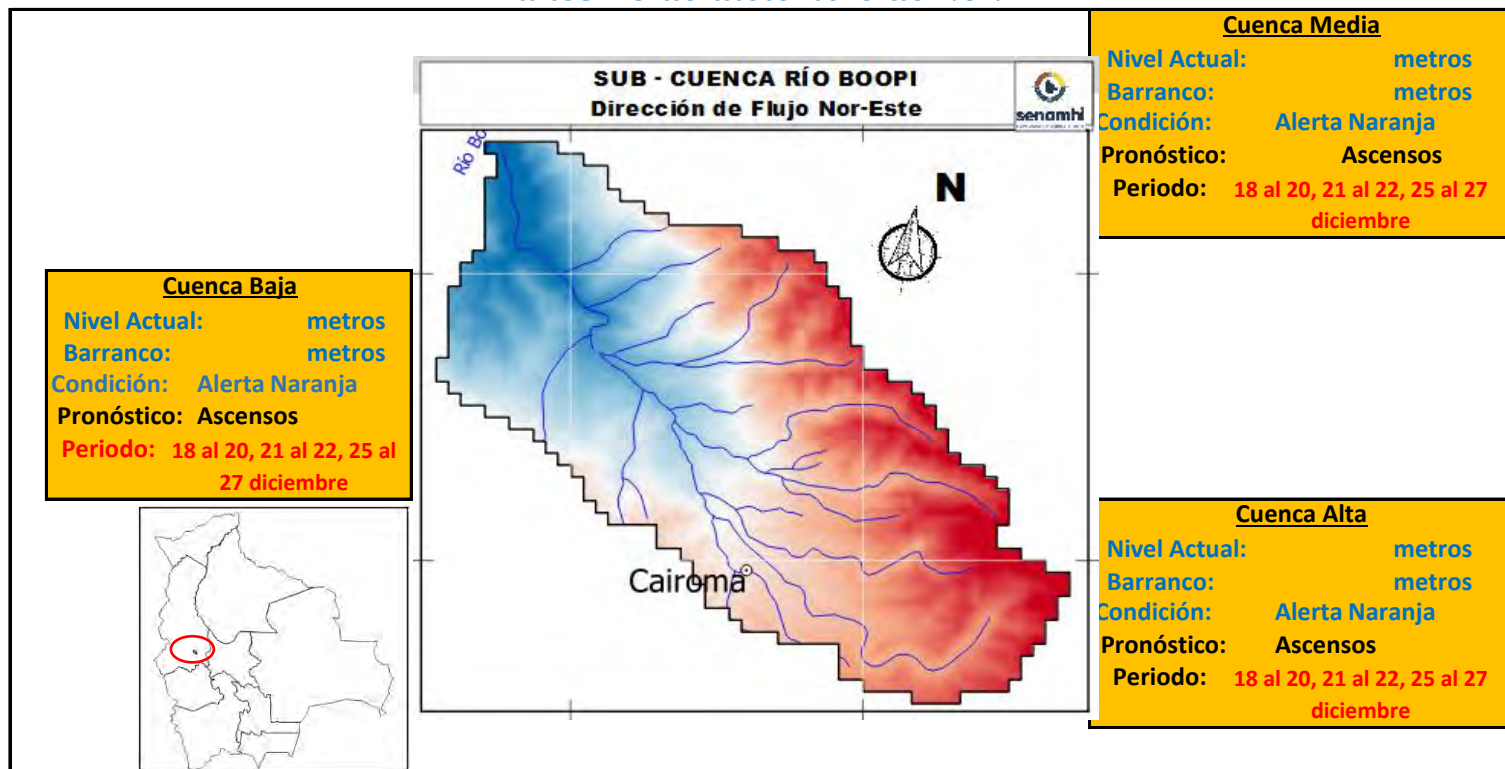 Cuenca Media
Nivel Actual: metros
Barranco: metros
Condición: Alerta Naranja
Pronóstico: Ascensos
Periodo: 18 al 20, 21 al 22, 25 al 27
diciembre
SUB - CUENCA RÍO BOOPI
Dirección de Flujo Nor-Este
senamhi
Río Bo
N
Cuenca Baja
Nivel Actual: metros
Barranco: metros
Condición: Alerta Naranja
Pronóstico: Ascensos
Periodo: 18 al 20, 21 al 22, 25 al
27 diciembre
Cairoma
Cuenca Alta
Nivel Actual: metros
Barranco: metros
Condición: Alerta Naranja
Pronóstico: Ascensos
Periodo: 18 al 20, 21 al 22, 25 al 27
diciembre